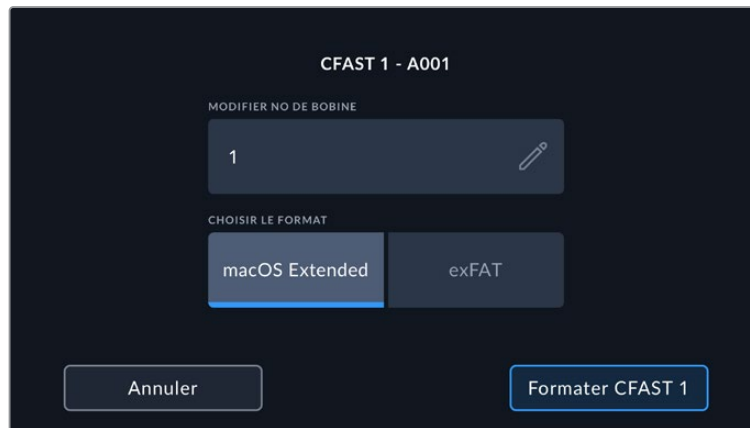 CFAST 1 - A001
MODIFIER NO DE BOBINE
1
CHOISIR LE FORMAT
macOS Extended exFAT
Annuler Formater CFAST 1